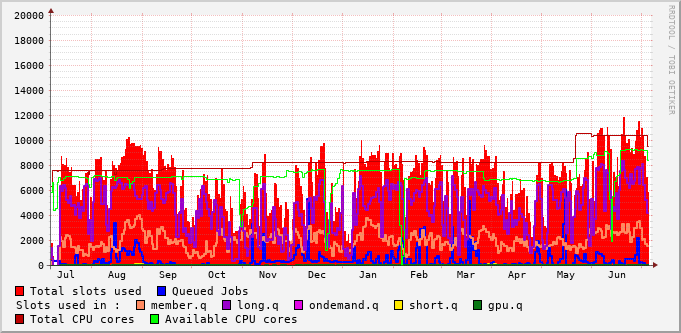 20000
18000
16000
14000
12000
10000
8000
6000
4000
2000
0
Jul Aug Sep Oct Nov Dec Jan Feb Mar Apr May Jun
RRDTOOL / TOBI OETIKER
Total slots used Queued Jobs
Slots used in : member.q long.q ondemand.q short.q gpu.q
Total CPU cores Available CPU cores